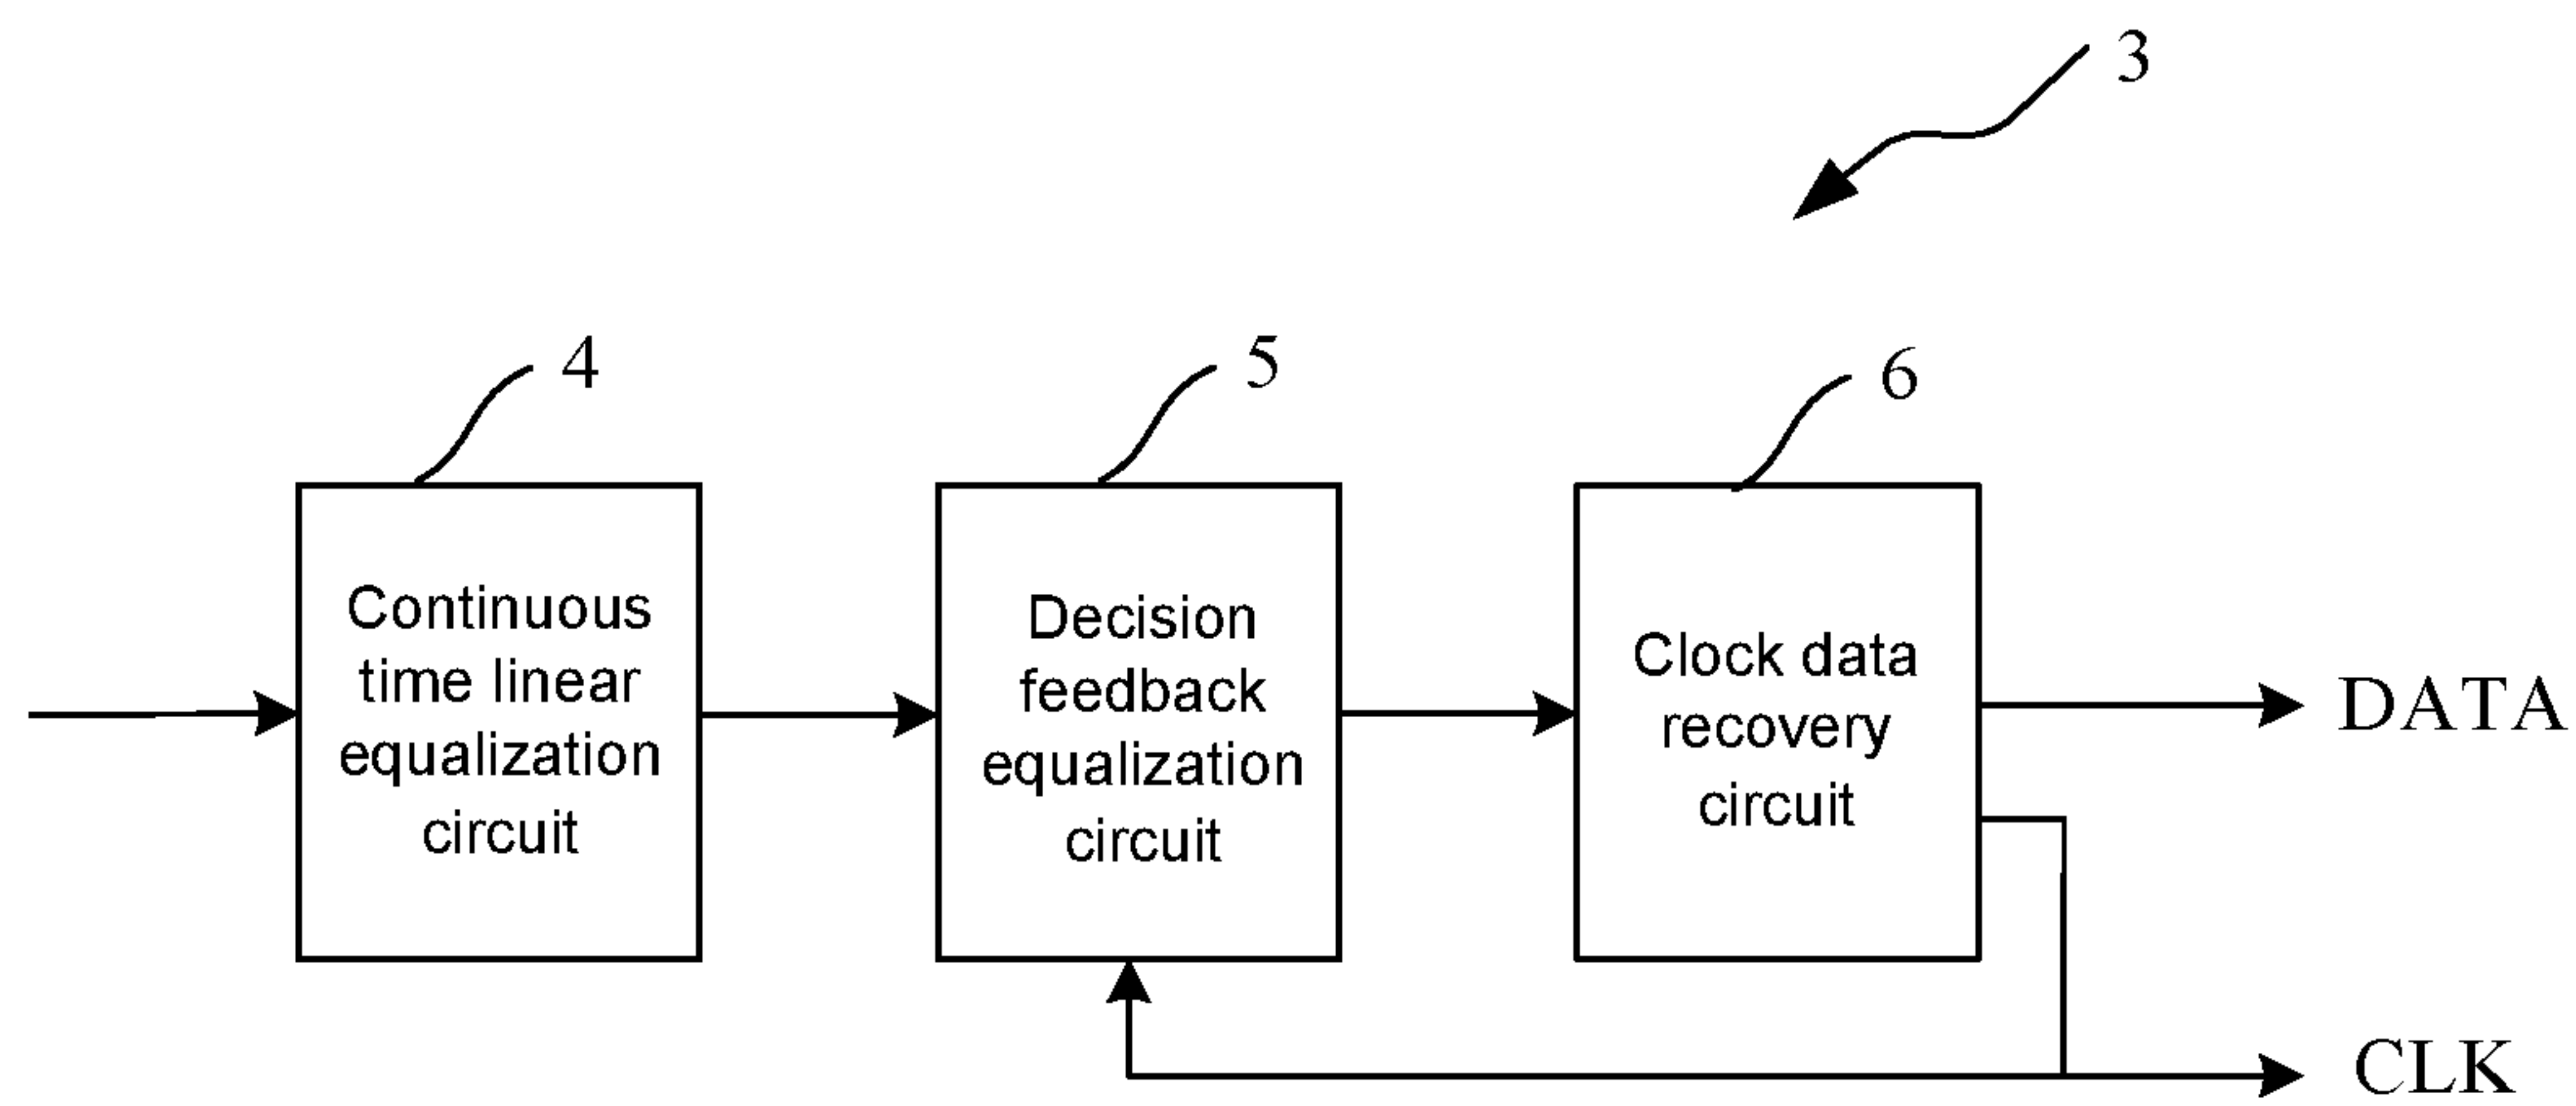 3
4
5
6
Continuous
time linear
equalization
circuit
Decision
feedback
equalization
circuit
Clock data
recovery
circuit
DATA
CLK